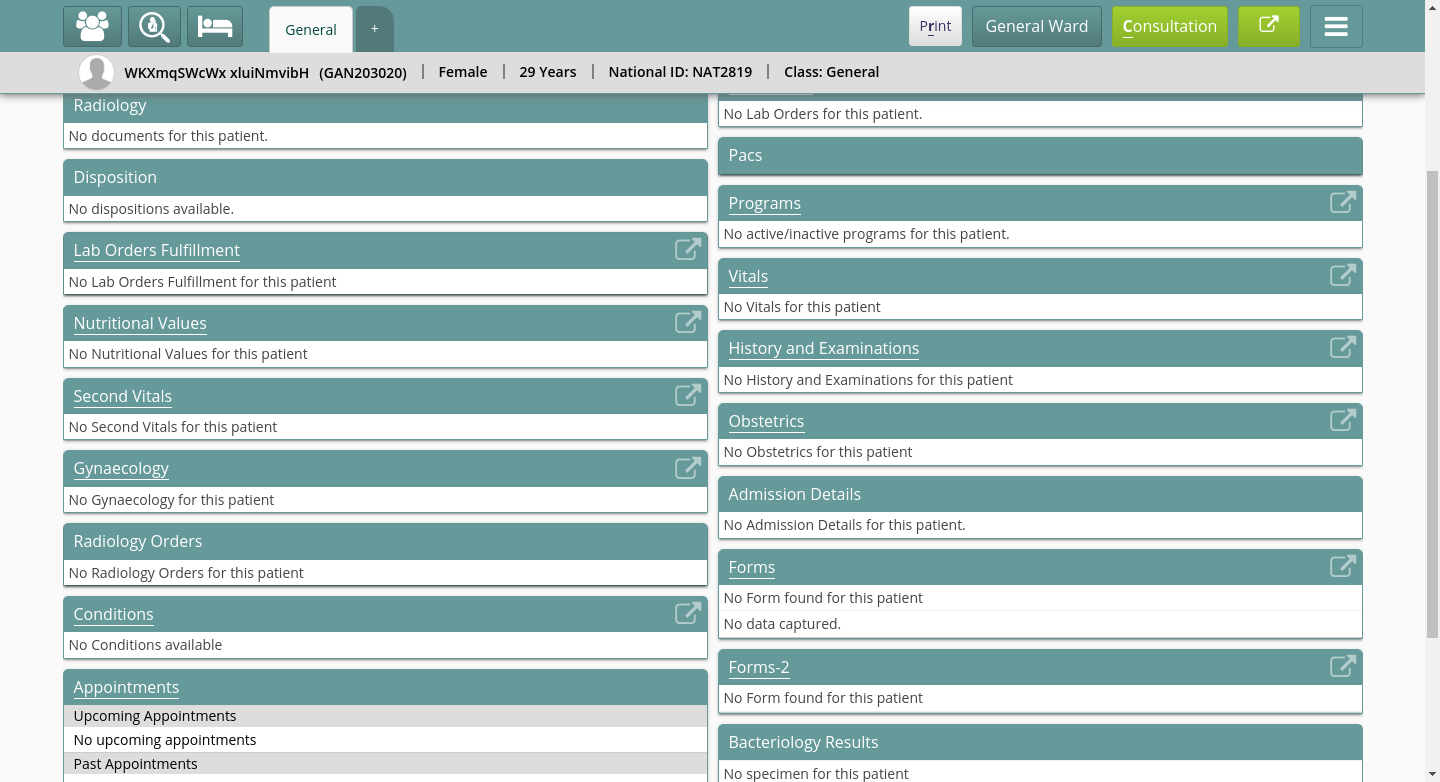 General
+
Print
General Ward
Consultation
WKXmqSWcWx xluiNmvibH (GAN203020) | Female | 29 Years | National ID: NAT2819 | Class: General
Radiology
No documents for this patient.
Disposition
No dispositions available.
Lab Orders Fulfillment
No Lab Orders Fulfillment for this patient
Nutritional Values
No Nutritional Values for this patient
Second Vitals
No Second Vitals for this patient
Gynaecology
No Gynaecology for this patient
Radiology Orders
No Radiology Orders for this patient
Conditions
No Conditions available
Appointments
Upcoming Appointments
No upcoming appointments
Past Appointments
No Lab Orders for this patient.
Pacs
Programs
No active/inactive programs for this patient.
Vitals
No Vitals for this patient
History and Examinations
No History and Examinations for this patient
Obstetrics
No Obstetrics for this patient
Admission Details
No Admission Details for this patient.
Forms
No Form found for this patient
No data captured.
Forms-2
No Form found for this patient
Bacteriology Results
No specimen for this patient